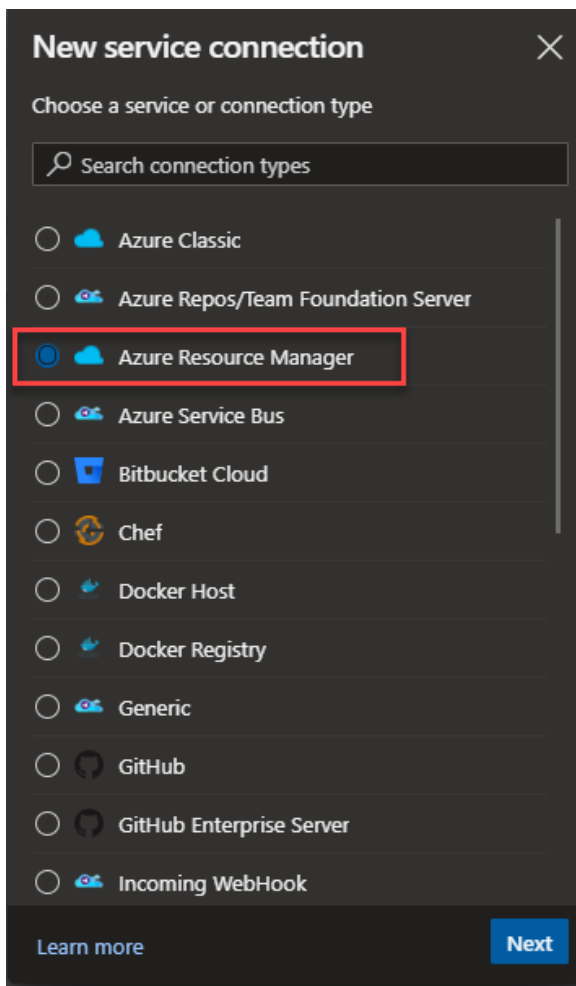 New service connection
Choose a service or connection type
Search connection types
Azure Classic
Azure Repos/Team Foundation Server
Azure Resource Manager
Azure Service Bus
Bitbucket Cloud
Chef
Docker Host
Docker Registry
Generic
GitHub
GitHub Enterprise Server
Incoming WebHook
Learn more
Next